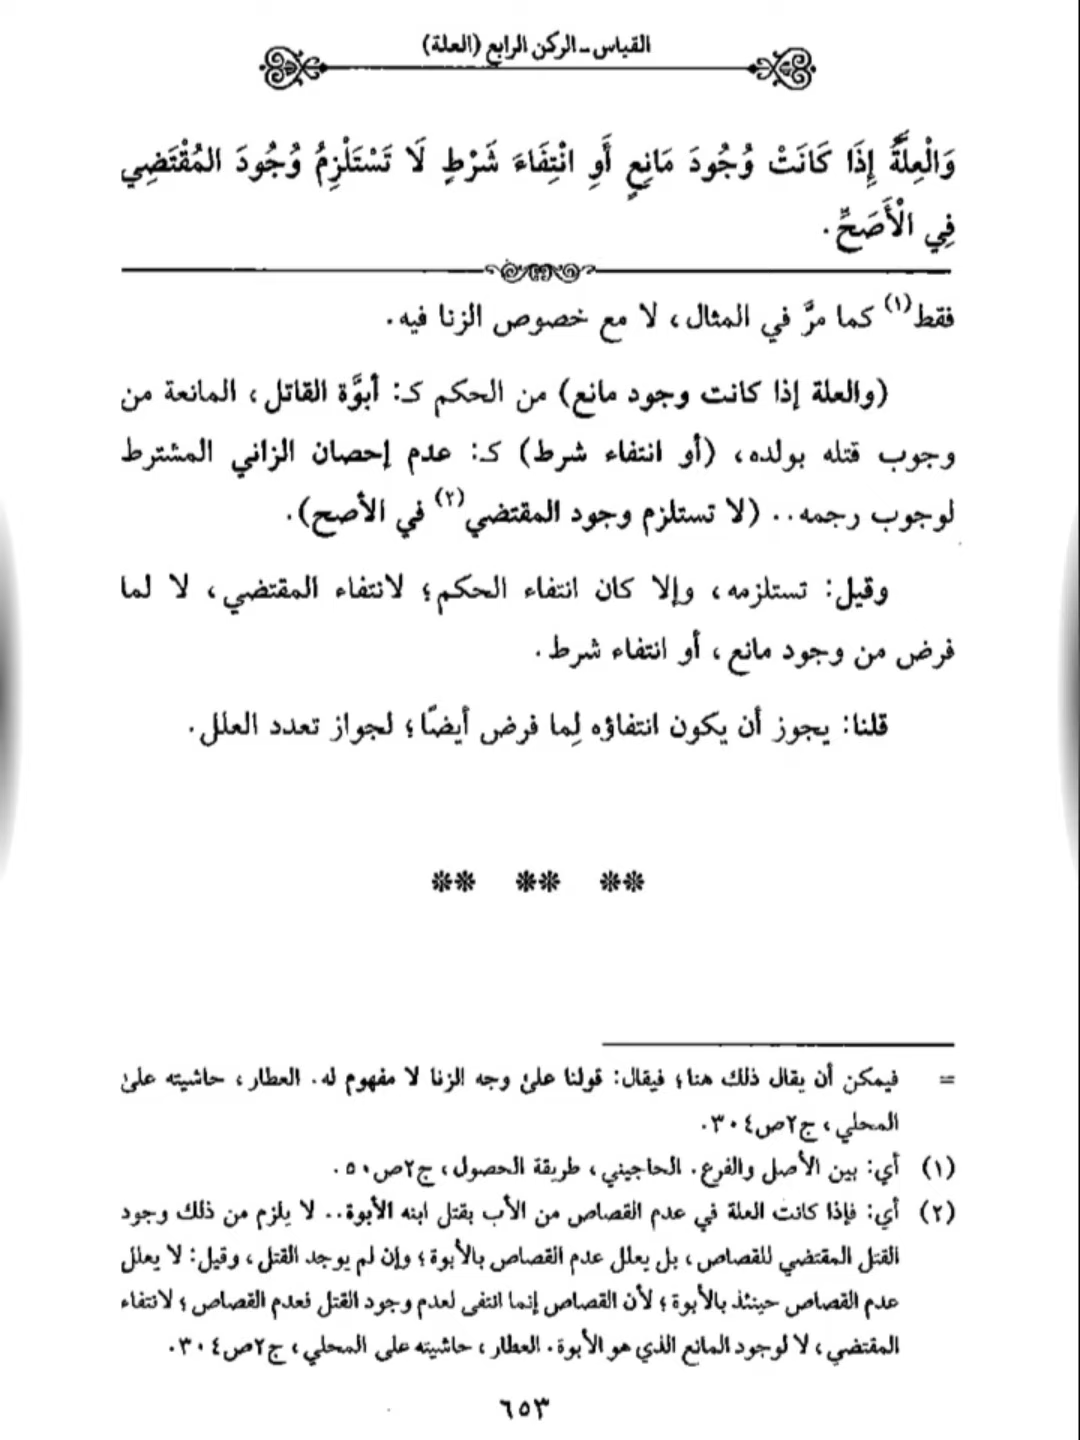 القياس - الركن الرابع (العلة)
وَالْعِلَّةُ إِذَا كَانَتْ وُجُودَ مَانِعٍ أَوِ انْتِفَاءَ شَرْطٍ لَا تَسْتَلْزِمُ وُجُودَ المُقْتَضِي
فِي الْأَصَحِّ.
فقط(١) كما مرَّ في المثال، لا مع خصوص الزنا فيه.
(والعلة إذا كانت وجود مانع) من الحكم كـ: أبوَّة القاتل، المانعة من
وجوب قتله بولده، (أو انتفاء شرط) كـ: عدم إحصان الزاني المشترط
لوجوب رجمه.. (لا تستلزم وجود المقتضي(٢) في الأصح).
وقيل: تستلزمه، وإلا كان انتفاء الحكم؛ لانتفاء المقتضي، لا لما
فرض من وجود مانع، أو انتفاء شرط.
قلنا: يجوز أن يكون انتفاؤه لِما فرض أيضًا؛ لجواز تعدد العلل.
** ** **
= فيمكن أن يقال ذلك هنا؛ فيقال: قولنا على وجه الزنا لا مفهوم له. العطار، حاشيته على
المحلي، ج٢ص٣٠٤.
(١) أي: بين الأصل والفرع. الحاجيني، طريقة الحصول، ج٢ص٥٠.
(٢) أي: فإذا كانت العلة في عدم القصاص من الأب بقتل ابنه الأبوة.. لا يلزم من ذلك وجود
القتل المقتضي للقصاص، بل يعلل عدم القصاص بالأبوة؛ وإن لم يوجد القتل، وقيل: لا يعلل
عدم القصاص حينئذ بالأبوة؛ لأن القصاص إنما انتفى لعدم وجود القتل فعدم القصاص؛ لانتفاء
المقتضي، لا لوجود المانع الذي هو الأبوة. العطار، حاشيته على المحلي، ج٢ص٣٠٤.
٦٥٣